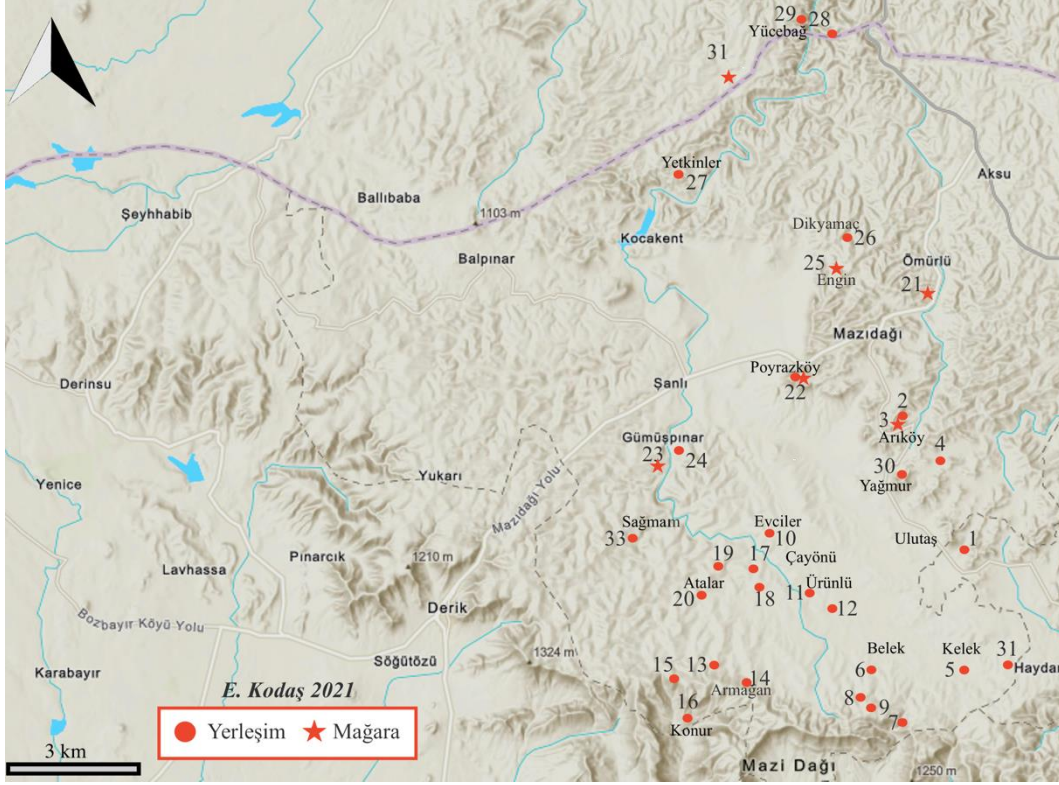 29
28
Yücebağ
31
Aksu
Yetkinler
27
Ballıbaba
Şeyhhabib
1103 m
Dikyamaç
26
Kocakent
Balpınar
25
Engin
Ömürlü
21
Mazıdağı
Poyrazköy
22
Şanlı
Derinsu
2
3
Arıköy
Gümüşpınar
23
24
4
30
Yağmur
Yukarı
Mazıdağı Yolu
Yenice
Sağmam
33
Evciler
10
Ulutaş
1
Pınarcık
1210 m
Lavhassa
19
17
Çayönü
Atalar
20
18
11
Ürünlü
12
Derik
Bozbayır Köyü Yolu
Söğütözü
1324 m
Karabayır
15
13
14
Armağan
16
Konur
Belek
6
Kelek
5
31
Haydar
8
9
7
Mazi Dağı
1250 m
E. Kodaş 2021
Yerleşim Mağara
3 km